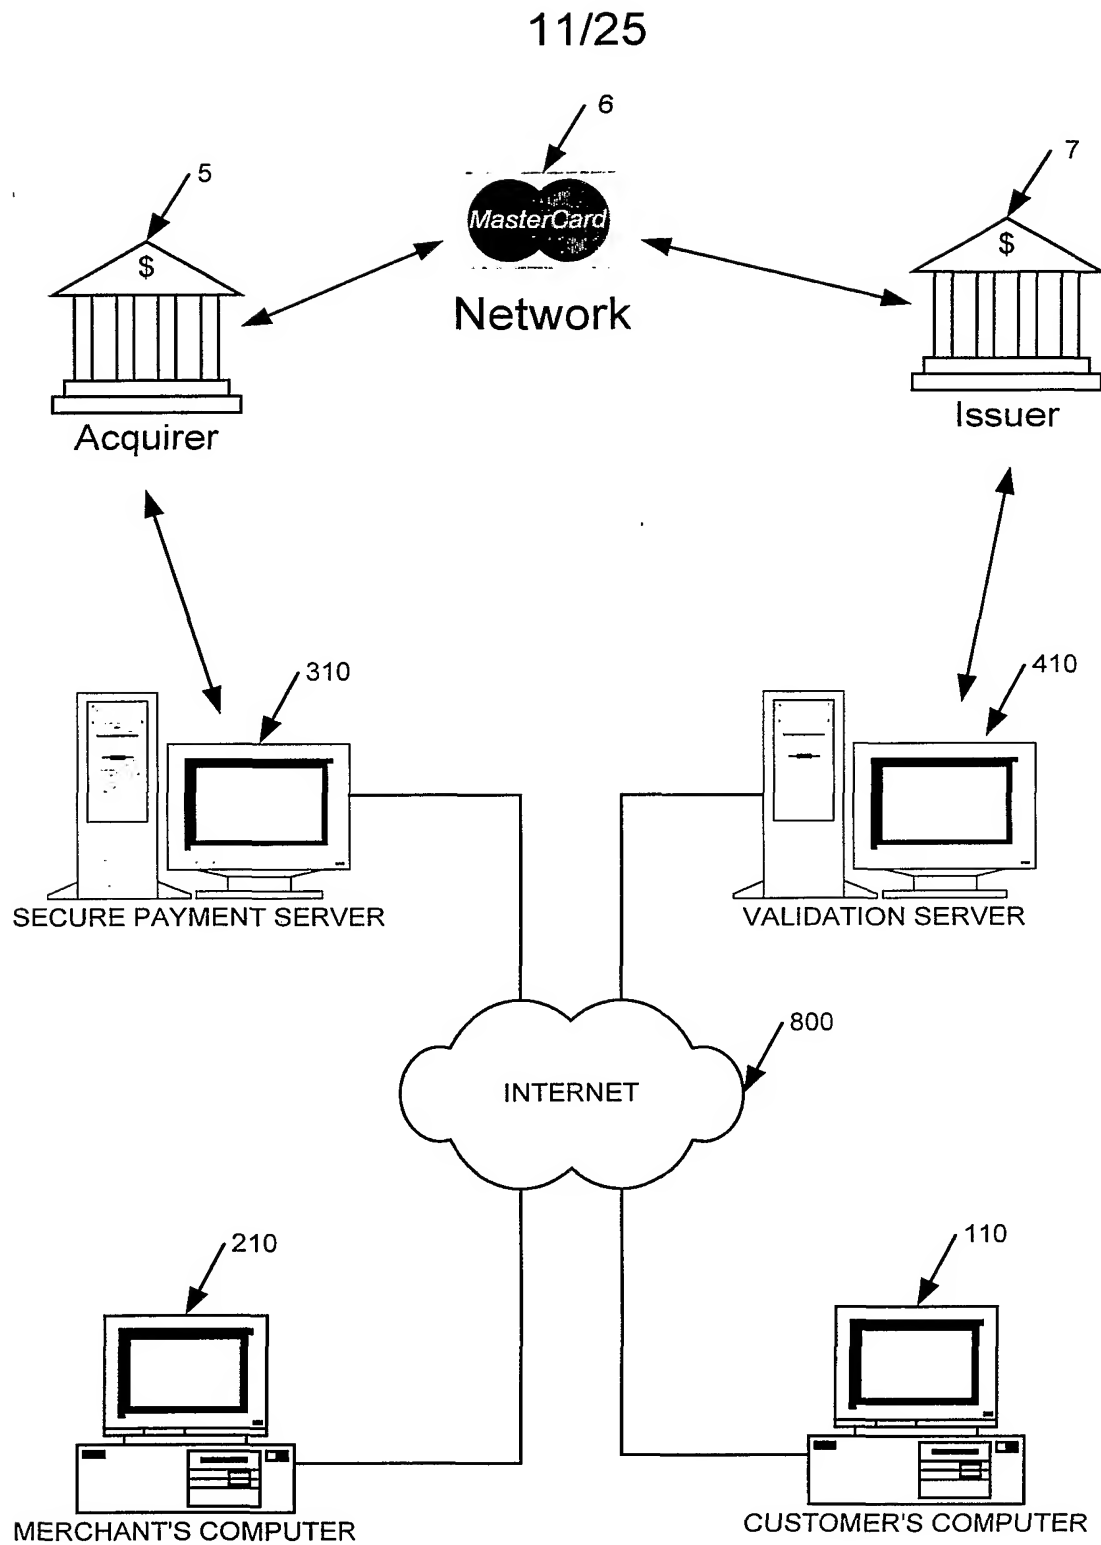 11/25
6
5
7
MasterCard
$
$
Network
Acquirer
Issuer
310
410
SECURE PAYMENT SERVER
VALIDATION SERVER
800
INTERNET
210
110
MERCHANT'S COMPUTER
CUSTOMER'S COMPUTER